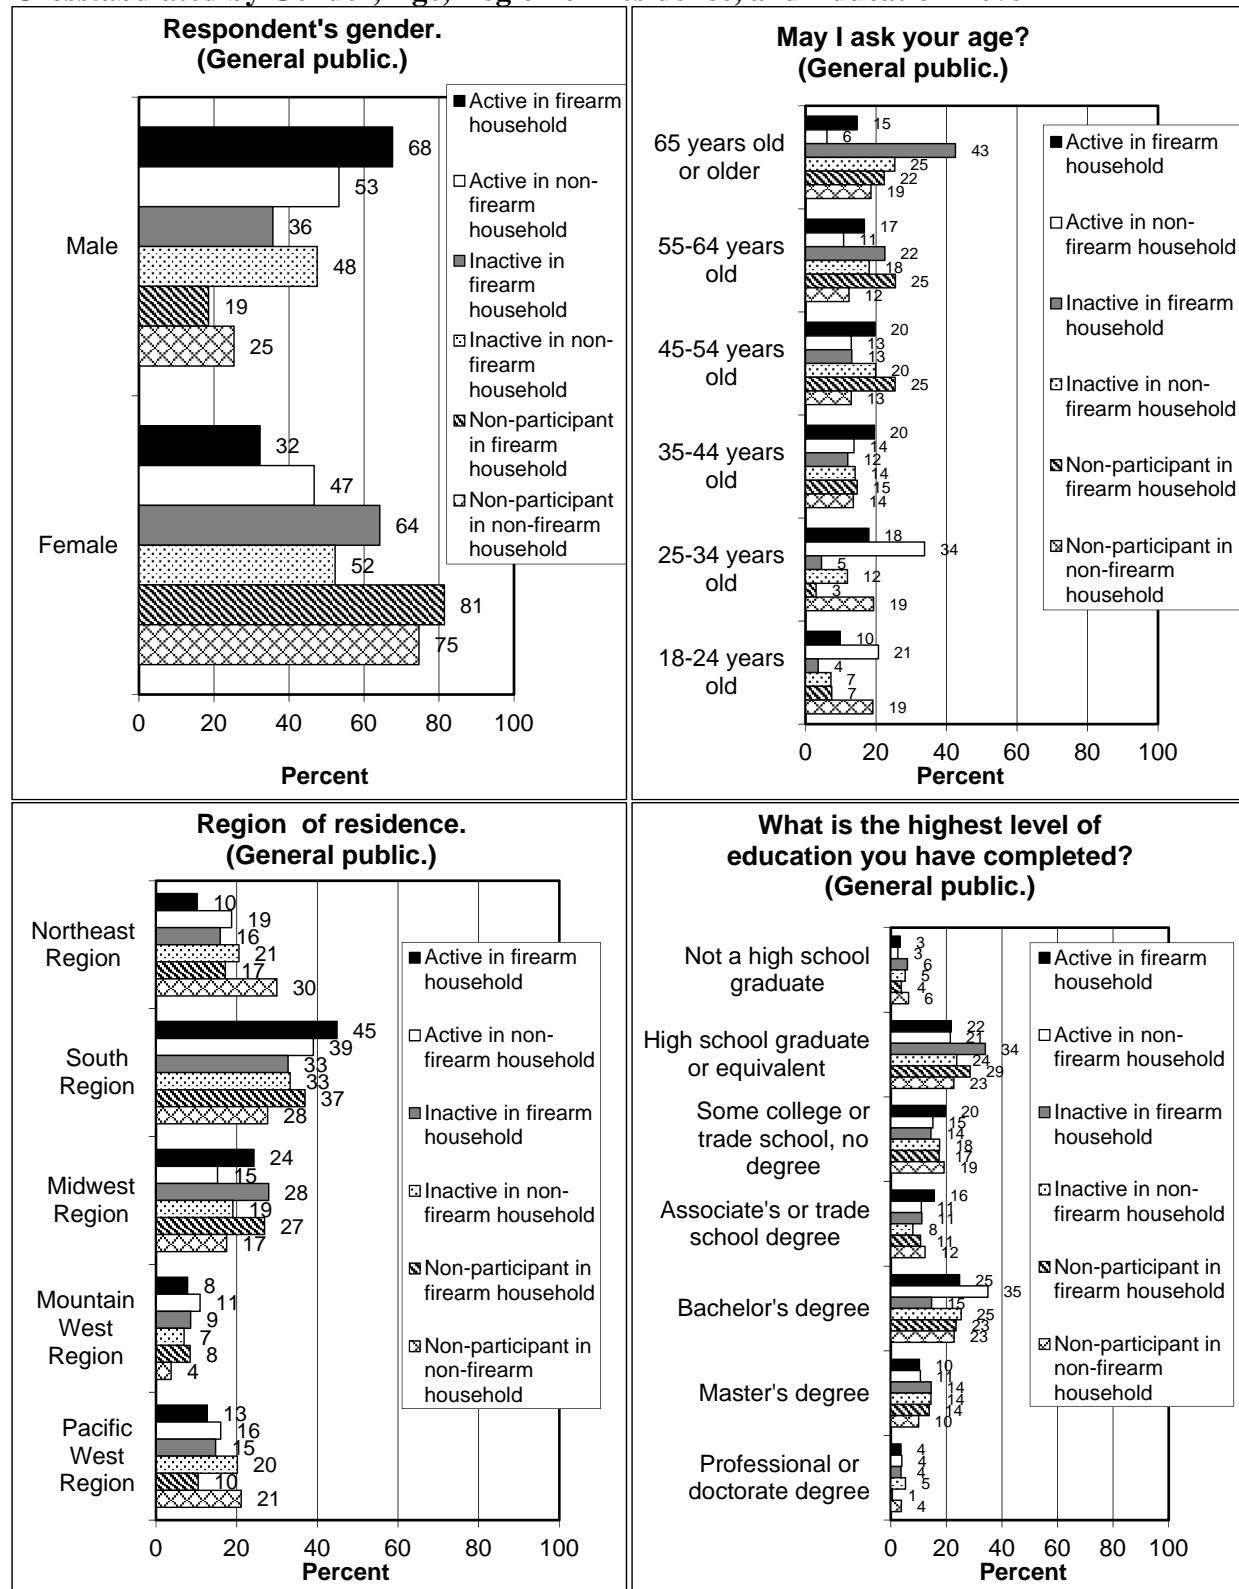 Crosstabulated by Gender, Age, Region of Residence, and Education Level
Respondent's gender.
(General public.)
Male
Female
68
53
36
48
19
25
32
47
64
52
81
75
Active in firearm
household
Active in non-
firearm
household
Inactive in
firearm
household
Inactive in non-
firearm
household
Non-participant
in firearm
household
Non-participant
in non-firearm
household
0 20 40 60 80 100
Percent
May I ask your age?
(General public.)
65 years old
or older
15
6
43
25
22
19
55-64 years
old
17
11
22
18
25
12
45-54 years
old
20
13
13
20
25
13
35-44 years
old
20
14
12
14
15
14
25-34 years
old
18
34
5
12
3
19
18-24 years
old
10
21
4
7
7
19
Active in firearm
household
Active in non-
firearm household
Inactive in firearm
household
Inactive in non-
firearm household
Non-participant in
firearm household
Non-participant in
non-firearm
household
0 20 40 60 80 100
Percent
Region of residence.
(General public.)
Northeast
Region
10
19
16
21
17
30
South
Region
45
39
33
33
37
28
Midwest
Region
24
15
28
19
27
17
Mountain
West
Region
8
11
9
7
8
4
Pacific
West
Region
13
16
15
20
10
21
Active in firearm
household
Active in non-
firearm household
Inactive in firearm
household
Inactive in non-
firearm household
Non-participant in
firearm household
Non-participant in
non-firearm
household
0 20 40 60 80 100
Percent
What is the highest level of
education you have completed?
(General public.)
Not a high school
graduate
3
3
6
5
4
6
High school graduate
or equivalent
22
21
34
24
29
23
Some college or
trade school, no
degree
20
15
14
18
17
19
Associate's or trade
school degree
16
11
11
8
11
12
Bachelor's degree
25
35
15
25
23
23
Master's degree
10
11
14
14
14
10
Professional or
doctorate degree
4
4
4
5
1
4
Active in firearm
household
Active in non-
firearm household
Inactive in firearm
household
Inactive in non-
firearm household
Non-participant in
firearm household
Non-participant in
non-firearm
household
0 20 40 60 80 100
Percent